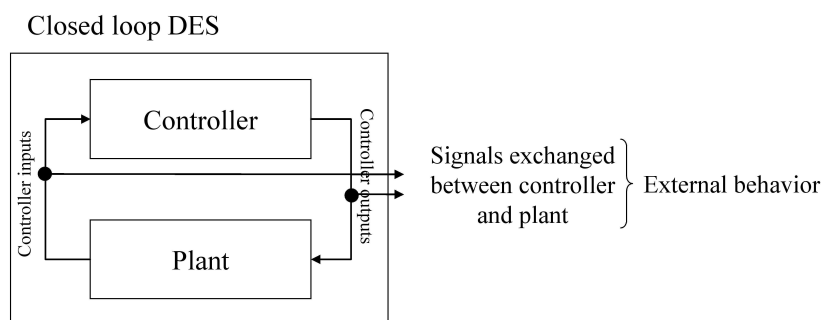 Closed loop DES
Controller
Controller inputs
Controller outputs
Plant
Signals exchanged
between controller
and plant
External behavior